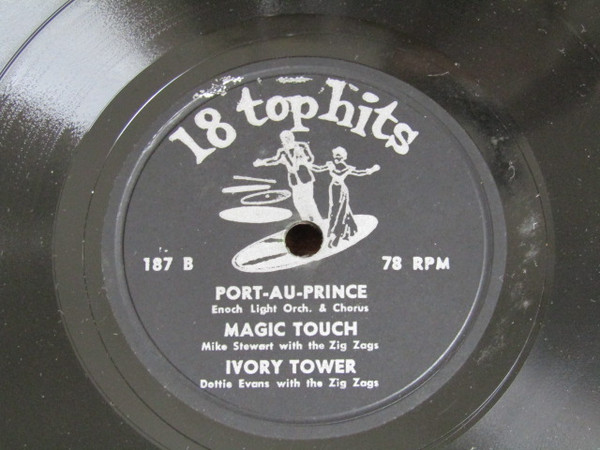 18 top hits
187 B
78 RPM
PORT-AU-PRINCE
Enoch Light Orch. & Chorus
MAGIC TOUCH
Mike Stewart with the Zig Zags
IVORY TOWER
Dottie Evans with the Zig Zags